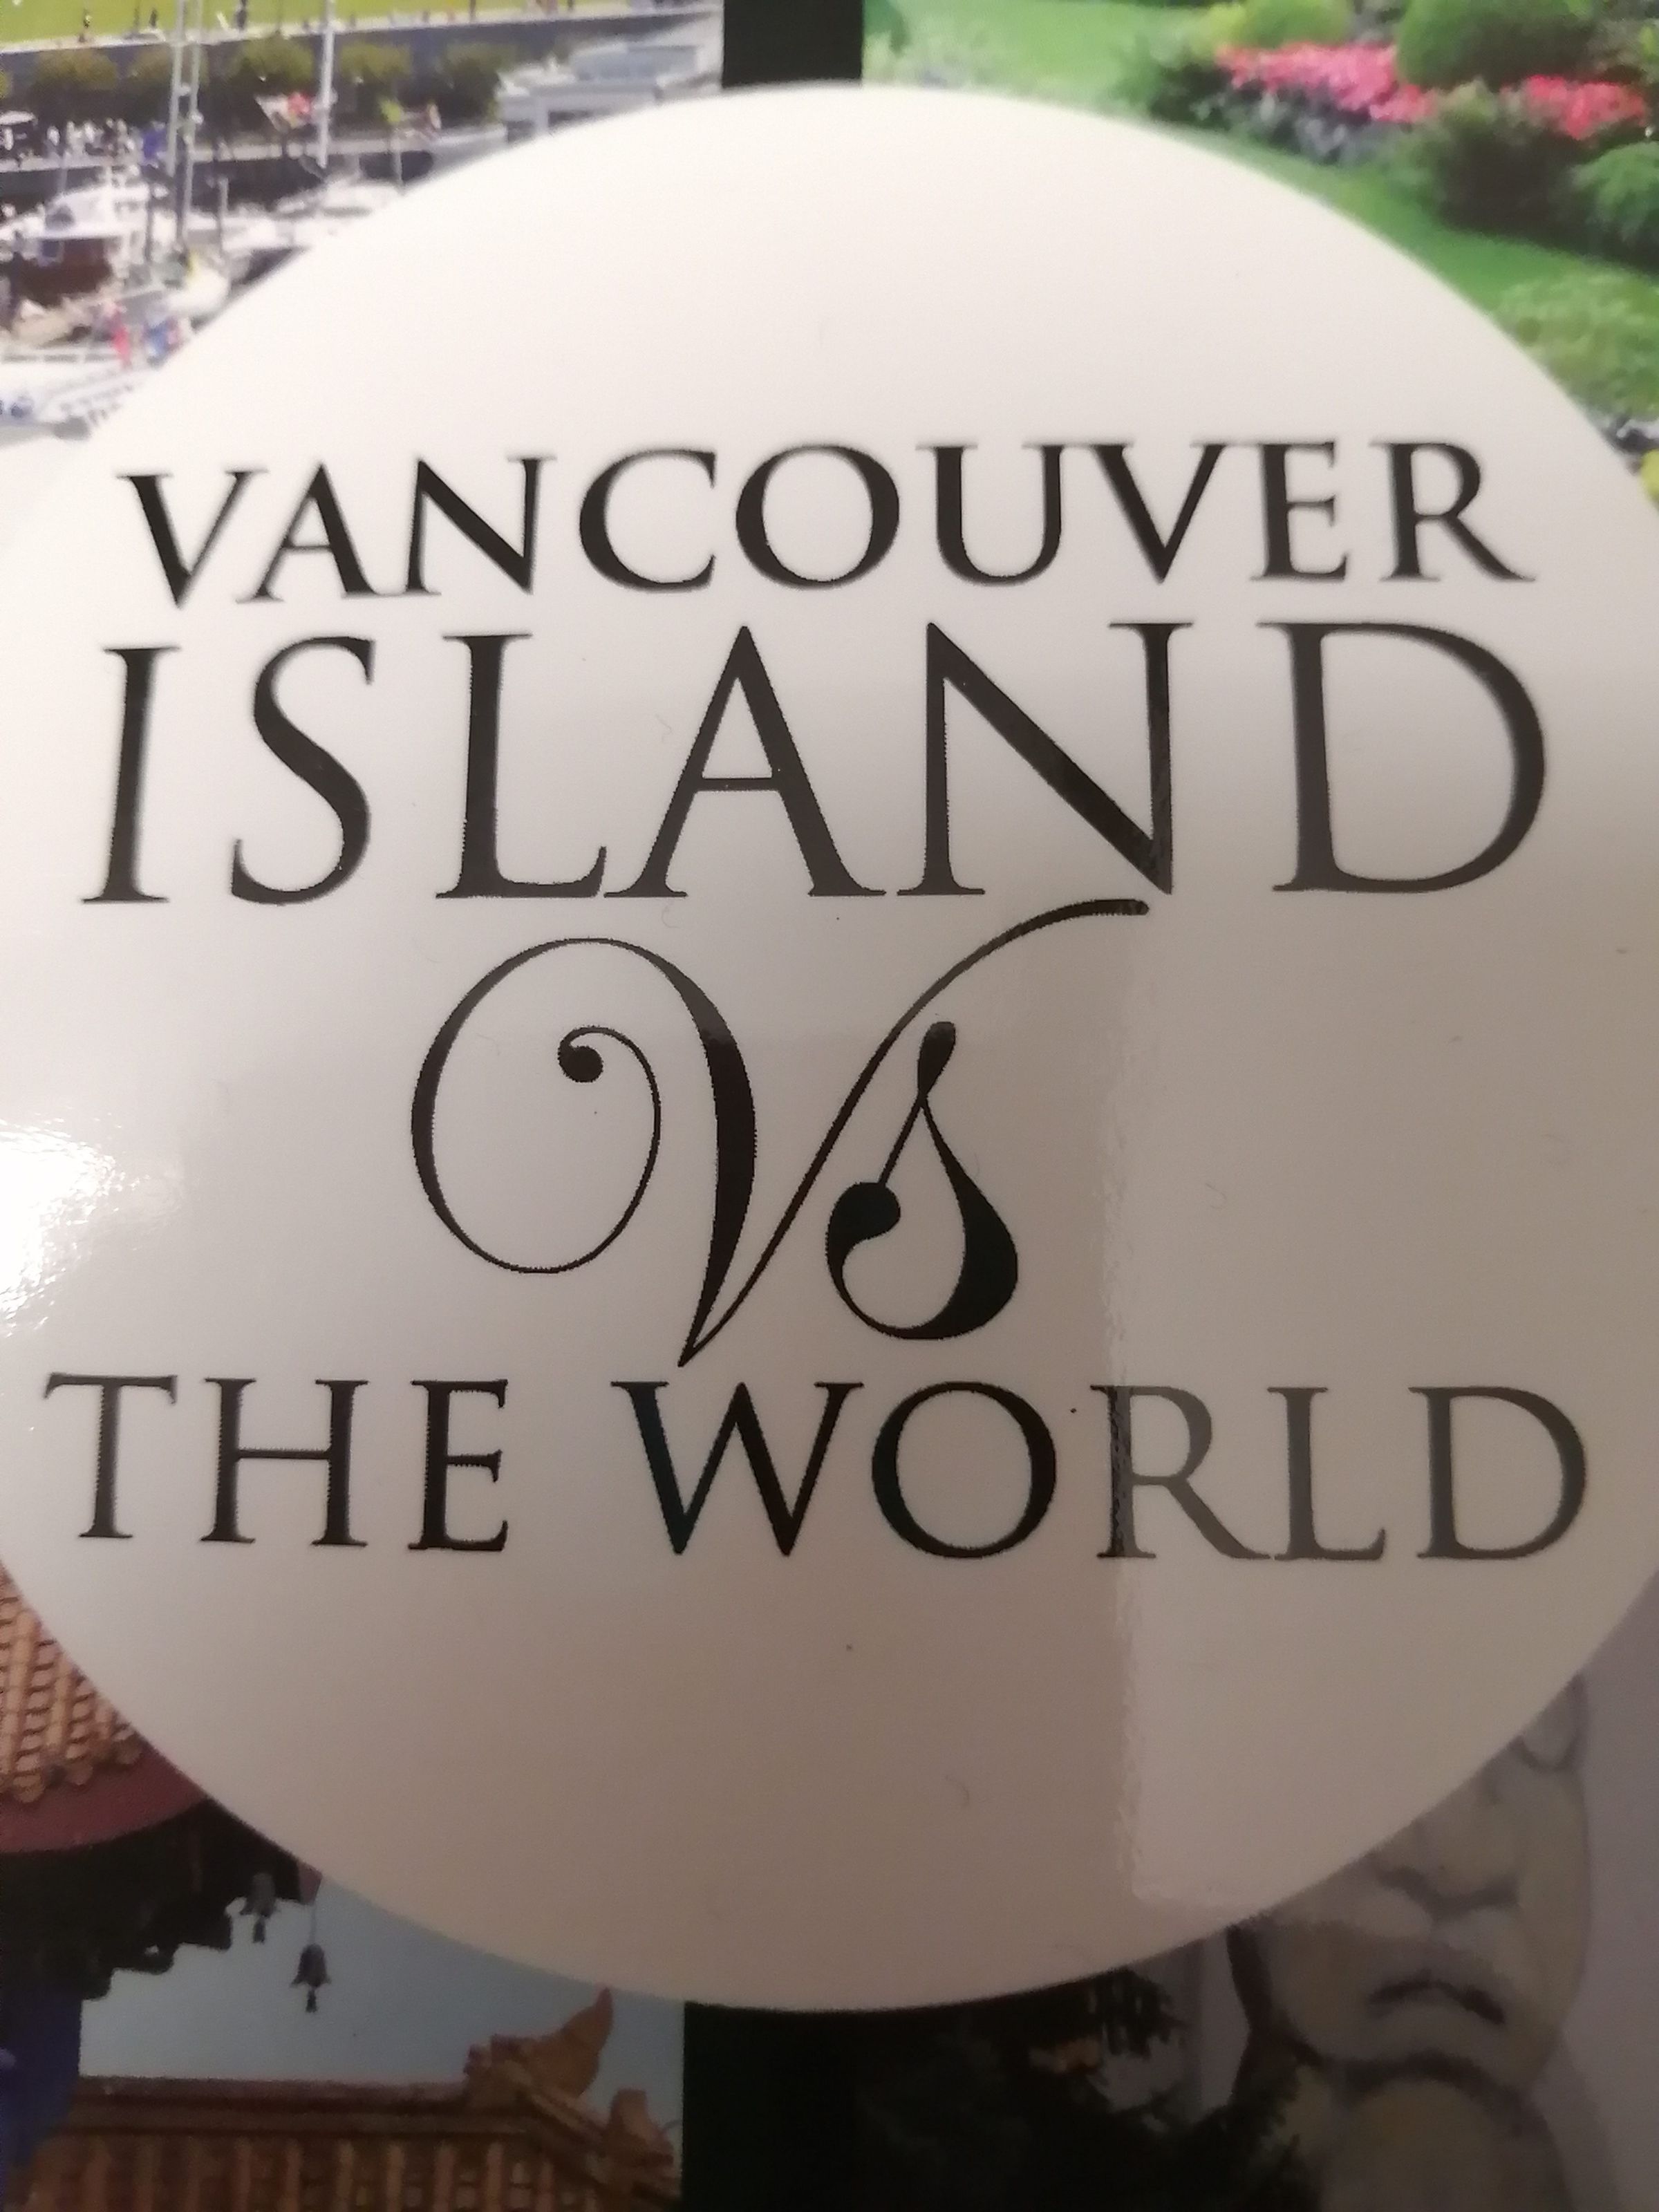 VANCOUVER
ISLAND
Vs
THE WORLD